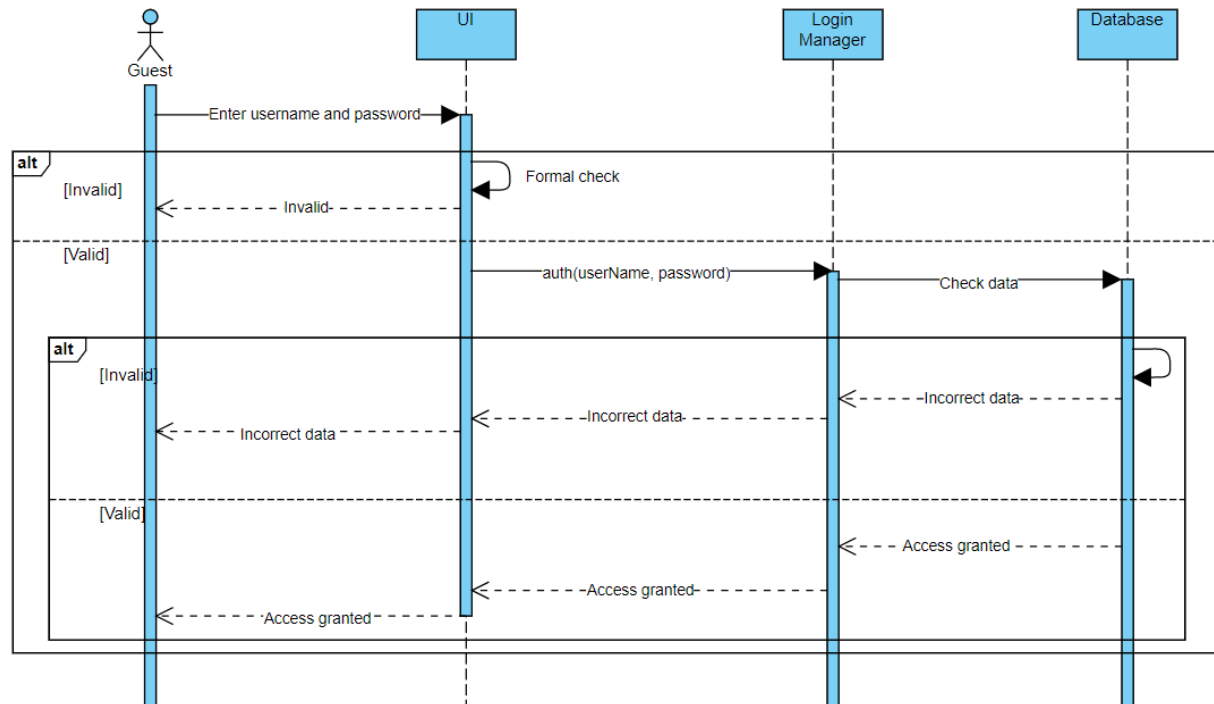 UI
Login
Manager
Database
Guest
Enter username and password
alt
Formal check
[Invalid]
Invalid
[Valid]
auth(userName, password)
Check data
alt
[Invalid]
Incorrect data
Incorrect data
Incorrect data
[Valid]
Access granted
Access granted
Access granted